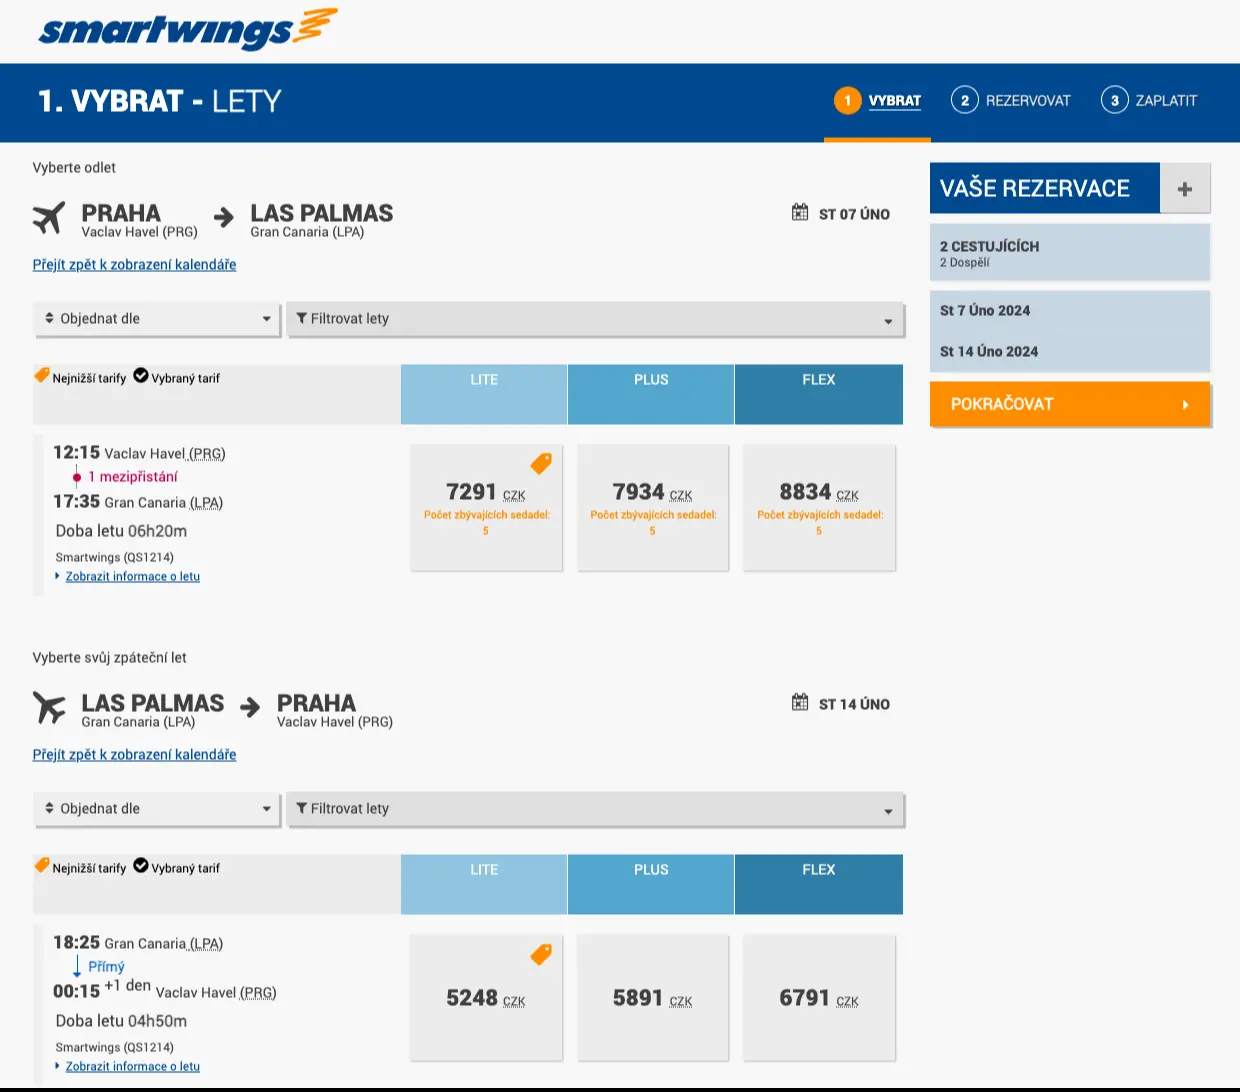 smartwings
1. VYBRAT - LETY
1 VYBRAT
2 REZERVOVAT
3 ZAPLATIT
Vyberte odlet
PRAHA
Vaclav Havel (PRG)
LAS PALMAS
Gran Canaria (LPA)
ST 07 ÚNO
Přejít zpět k zobrazení kalendáře
Objednat dle
Filtrovat lety
Nejnižší tarify
Vybraný tarif
LITE
PLUS
FLEX
12:15 Vaclav Havel (PRG)
1 mezipřistání
17:35 Gran Canaria (LPA)
Doba letu 06h20m
Smartwings (QS1214)
Zobrazit informace o letu
7291 CZK
Počet zbývajících sedadel:
5
7934 CZK
Počet zbývajících sedadel:
5
8834 CZK
Počet zbývajících sedadel:
5
Vyberte svůj zpáteční let
LAS PALMAS
Gran Canaria (LPA)
PRAHA
Vaclav Havel (PRG)
ST 14 ÚNO
Přejít zpět k zobrazení kalendáře
Objednat dle
Filtrovat lety
Nejnižší tarify
Vybraný tarif
LITE
PLUS
FLEX
18:25 Gran Canaria (LPA)
Přímý
00:15 +1 den Vaclav Havel (PRG)
Doba letu 04h50m
Smartwings (QS1214)
Zobrazit informace o letu
5248 CZK
5891 CZK
6791 CZK
VAŠE REZERVACE
+
2 CESTUJÍCÍCH
2 Dospělí
St 7 Úno 2024
St 14 Úno 2024
POKRAČOVAT